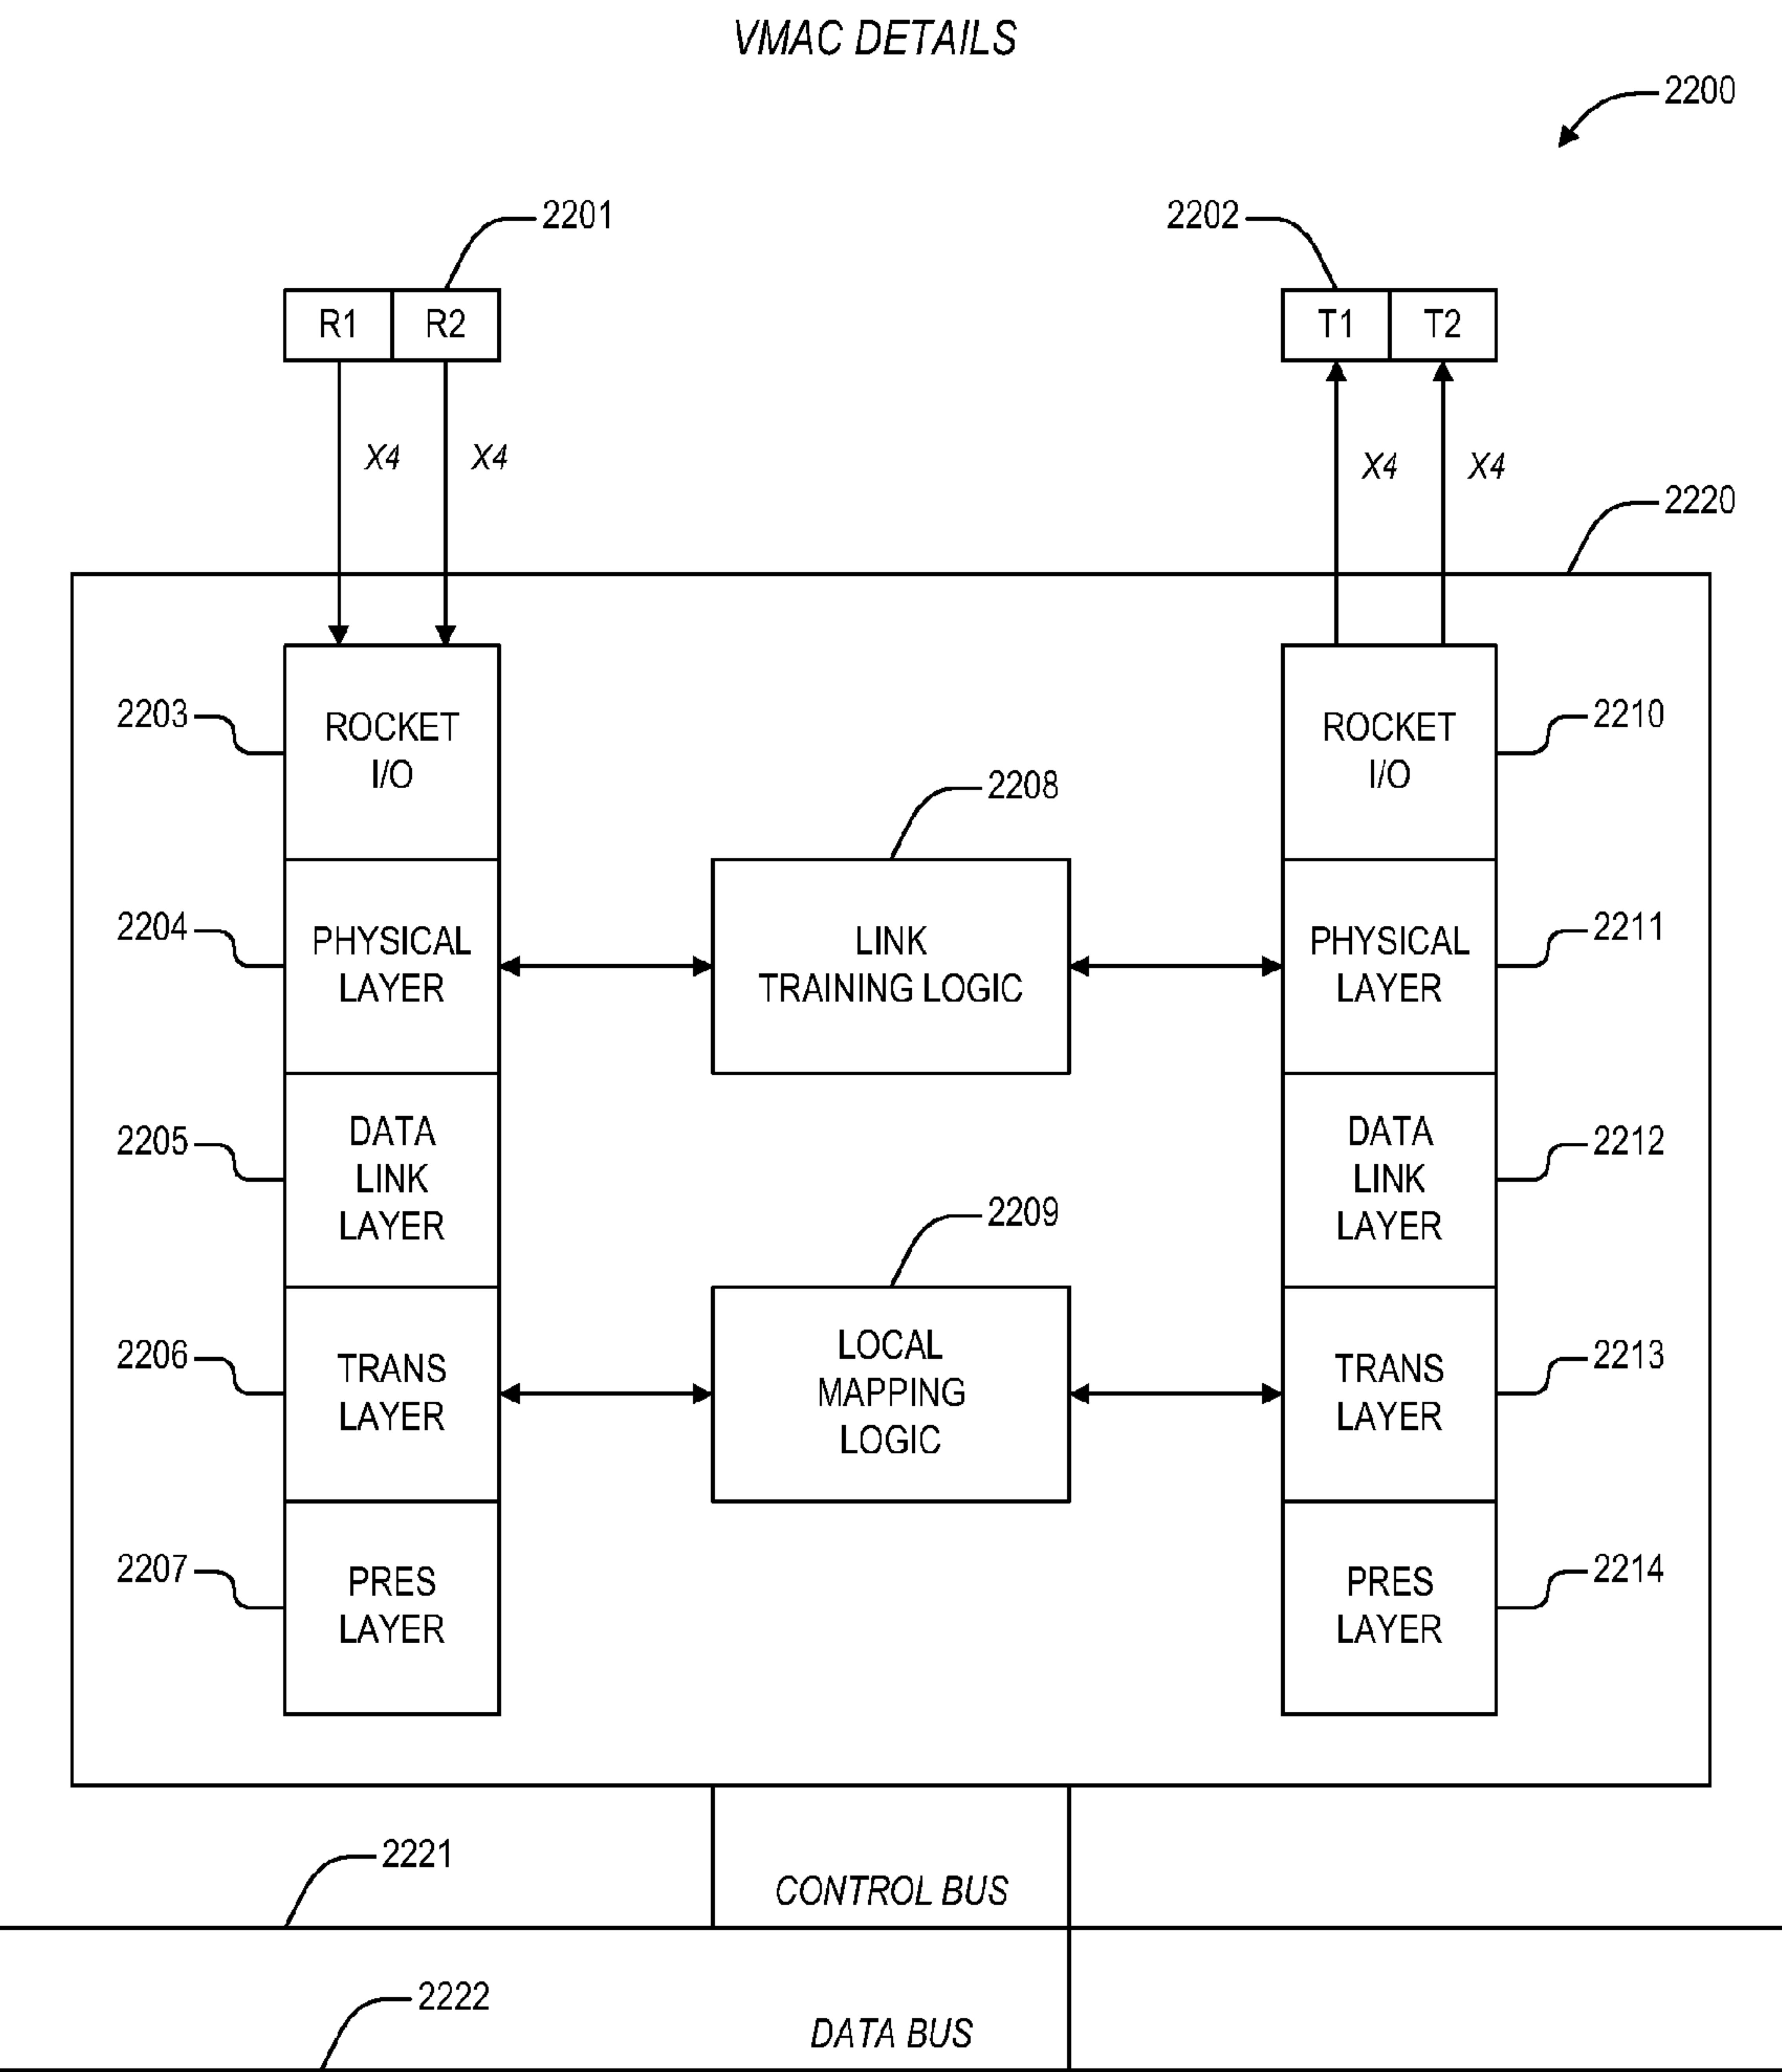 VMAC DETAILS
2200
2201
2202
R1 R2
T1 T2
X4 X4
X4 X4
2220
2203
ROCKET
I/O
ROCKET
I/O
2210
2208
2204
PHYSICAL
LAYER
LINK
TRAINING LOGIC
PHYSICAL
LAYER
2211
2205
DATA
LINK
LAYER
DATA
LINK
LAYER
2212
2209
2206
TRANS
LAYER
LOCAL
MAPPING
LOGIC
TRANS
LAYER
2213
2207
PRES
LAYER
PRES
LAYER
2214
2221
CONTROL BUS
2222
DATA BUS